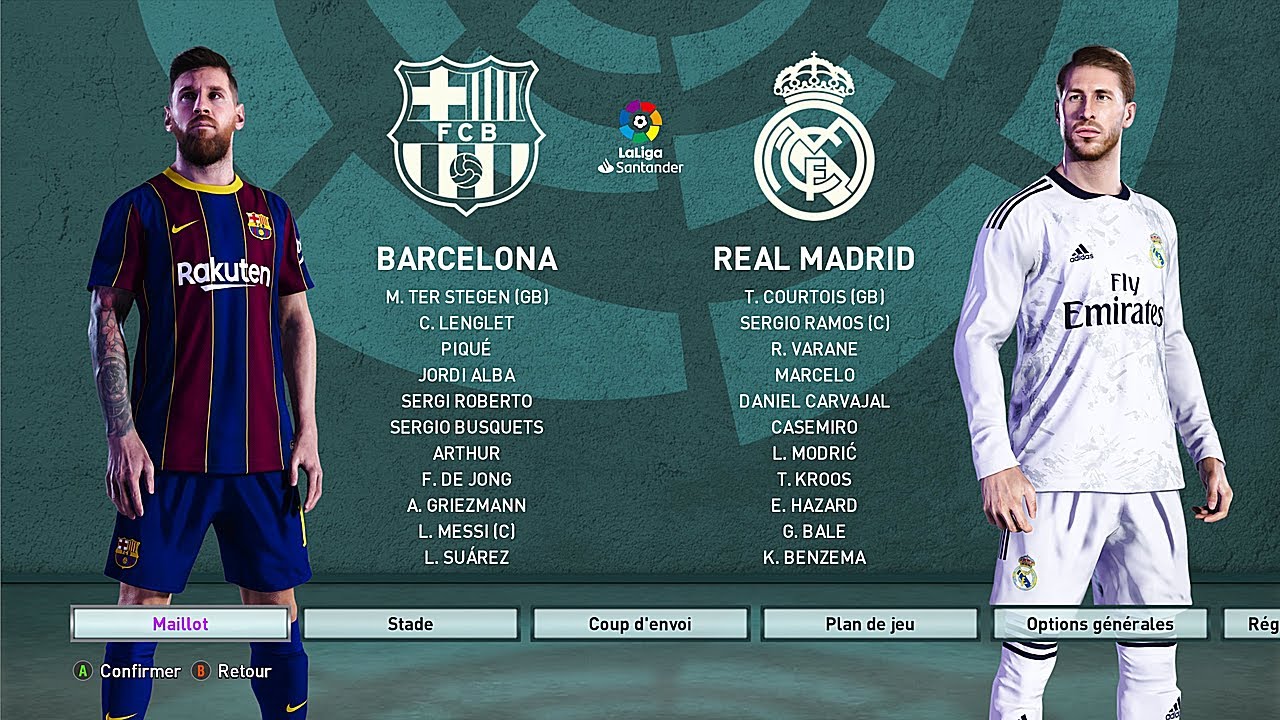 FCB
LaLiga
Santander
BARCELONA
M. TER STEGEN (GB)
C. LENGLET
PIQUÉ
JORDI ALBA
SERGI ROBERTO
SERGIO BUSQUETS
ARTHUR
F. DE JONG
A. GRIEZMANN
L. MESSI (C)
L. SUÁREZ
REAL MADRID
T. COURTOIS (GB)
SERGIO RAMOS (C)
R. VARANE
MARCELO
DANIEL CARVAJAL
CASEMIRO
L. MODRIĆ
T. KROOS
E. HAZARD
G. BALE
K. BENZEMA
Rakuten
adidas
Fly
Emirates
Maillot
Stade
Coup d'envoi
Plan de jeu
Options générales
Rég
A Confirmer B Retour